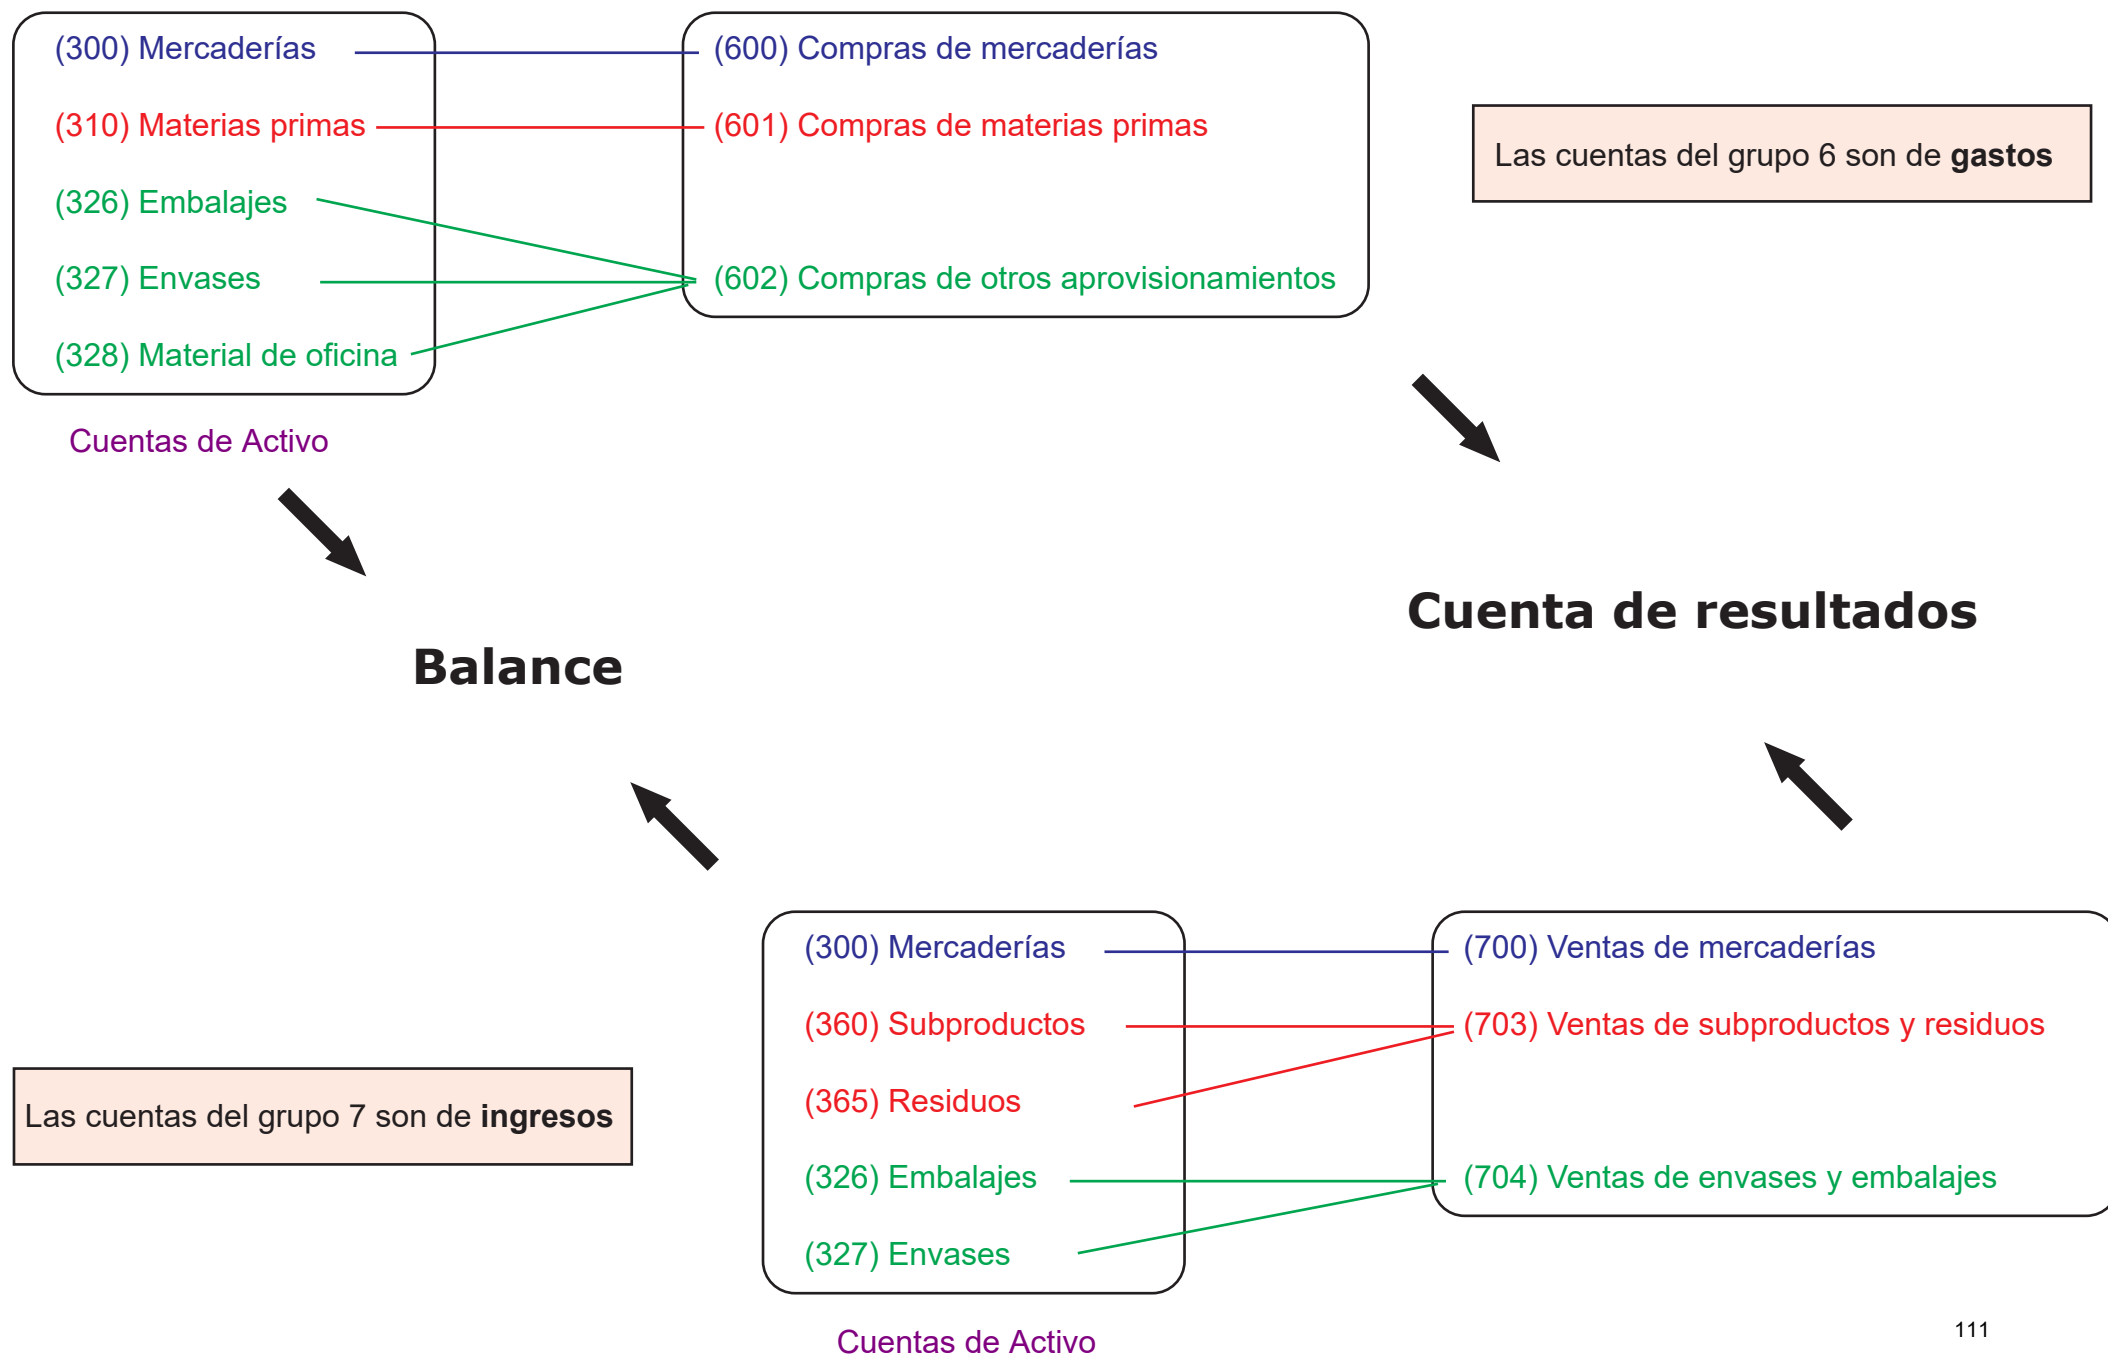 (300) Mercaderías
(310) Materias primas
(326) Embalajes
(327) Envases
(328) Material de oficina
Cuentas de Activo
(600) Compras de mercaderías
(601) Compras de materias primas
(602) Compras de otros aprovisionamientos
Las cuentas del grupo 6 son de gastos
Balance
Cuenta de resultados
Las cuentas del grupo 7 son de ingresos
(300) Mercaderías
(360) Subproductos
(365) Residuos
(326) Embalajes
(327) Envases
Cuentas de Activo
(700) Ventas de mercaderías
(703) Ventas de subproductos y residuos
(704) Ventas de envases y embalajes
111